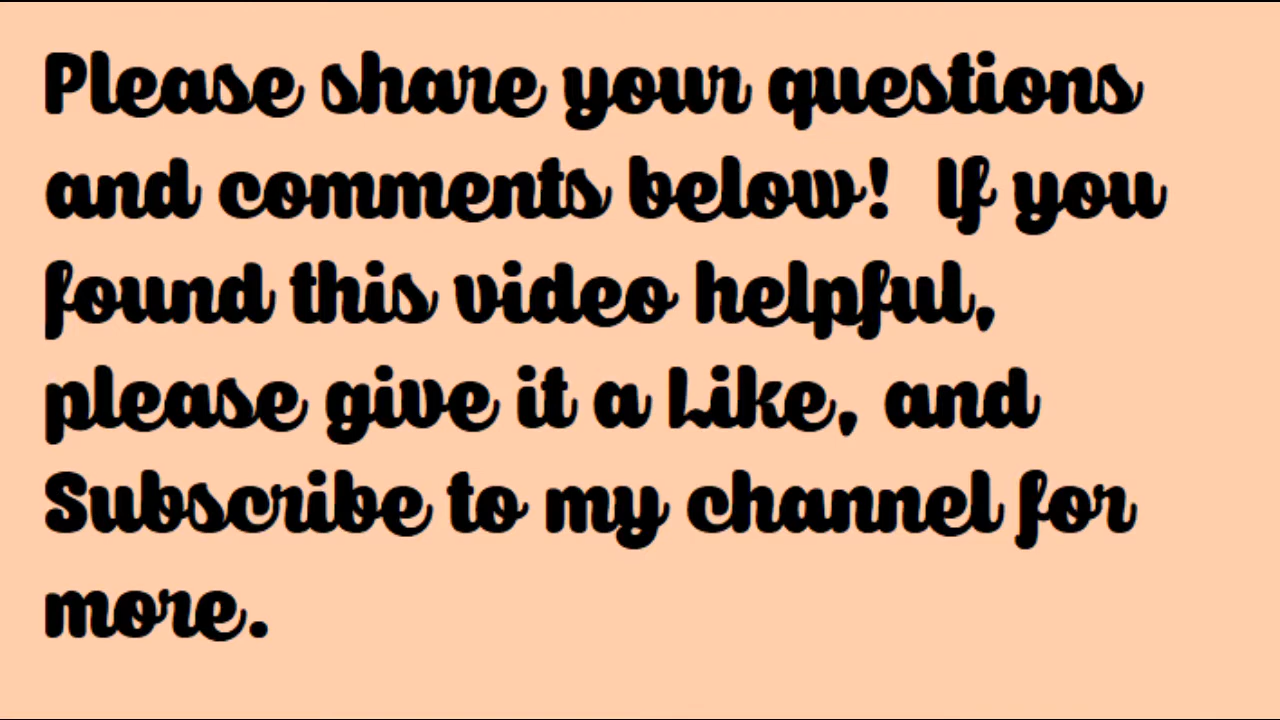 Please share your questions
and comments below!  If you
found this video helpful,
please give it a Like, and
Subscribe to my channel for
more.